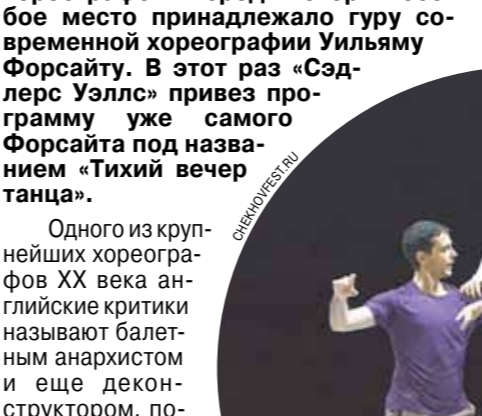 бое место принадлежало гуру со-
временной хореографии Уильяму
Форсайту. В этот раз «Сэд-
лерс Уэллс» привез про-
грамму уже самого
Форсайта под назва-
нием «Тихий вечер
танца».
Одного из круп-
нейших хореогра-
фов XX века ан-
глийские критики
называют балет-
ным анархистом
и еще декон-
структором, по-
CHEKHOVFEST.RU